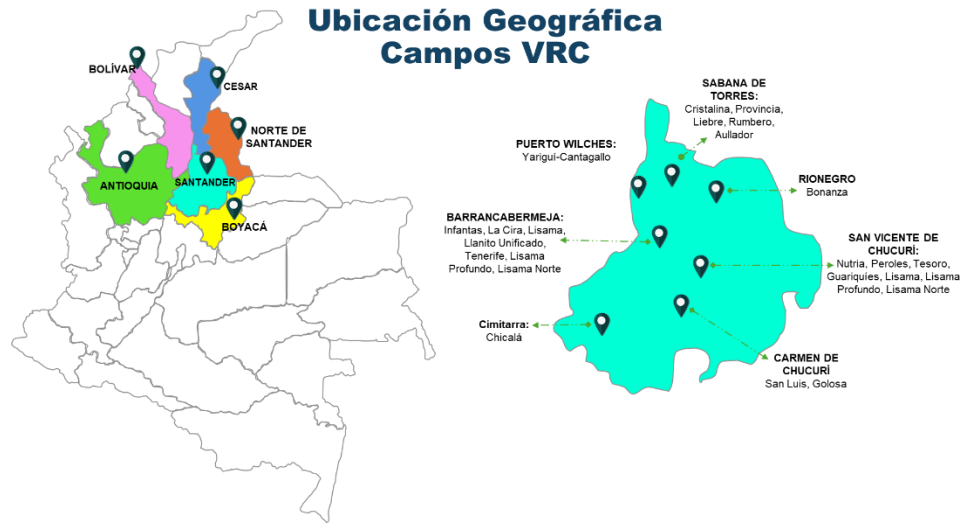 Ubicación Geográfica
Campos VRC
BOLÍVAR
CESAR
NORTE DE
SANTANDER
ANTIOQUIA
SANTANDER
BOYACÁ
SABANA DE
TORRES:
Cristalina, Provincia,
Liebre, Rumbero,
Aullador
PUERTO WILCHES:
Yariguí-Cantagallo
RIONEGRO
Bonanza
BARRANCABERMEJA:
Infantas, La Cira, Lisama,
Llanito Unificado,
Tenerife, Lisama
Profundo, Lisama Norte
SAN VICENTE DE
CHUCURÍ:
Nutria, Peroles, Tesoro,
Guariquíes, Lisama, Lisama
Profundo, Lisama Norte
Cimitarra:
Chicalá
CARMEN DE
CHUCURÍ
San Luis, Golosa